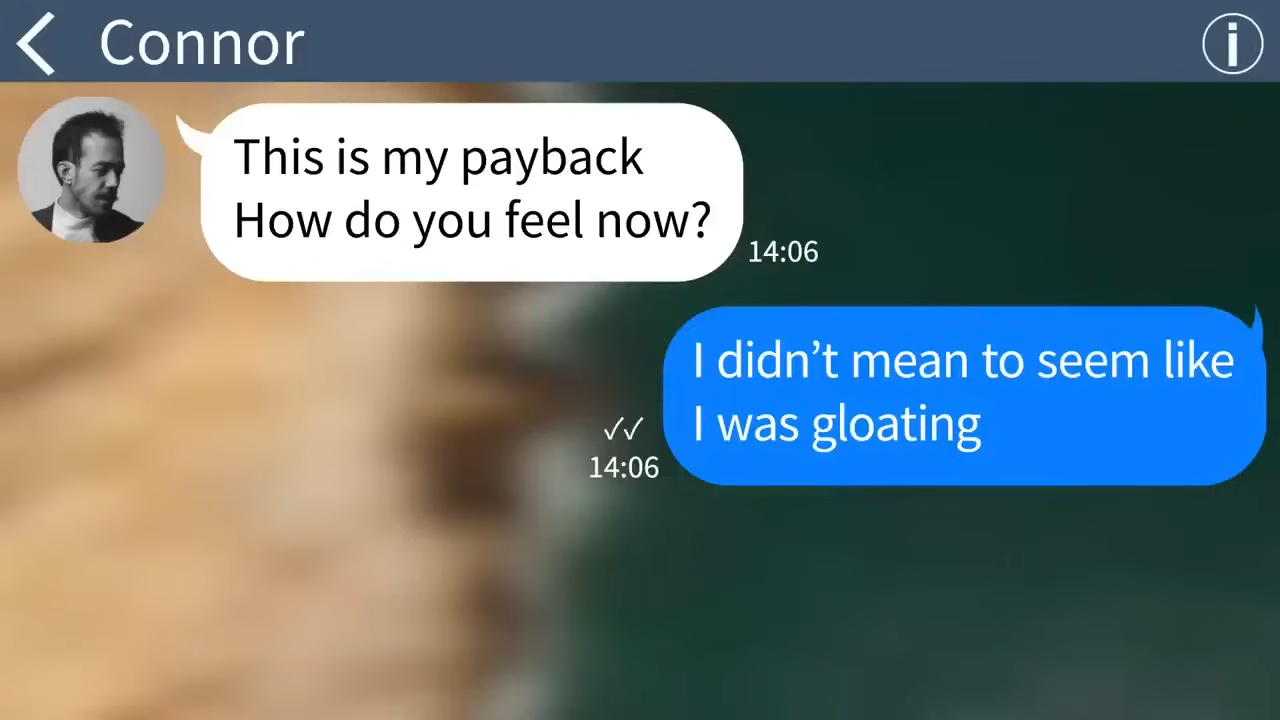 Connor
This is my payback
How do you feel now?
14:06
I didn’t mean to seem like
I was gloating
14:06